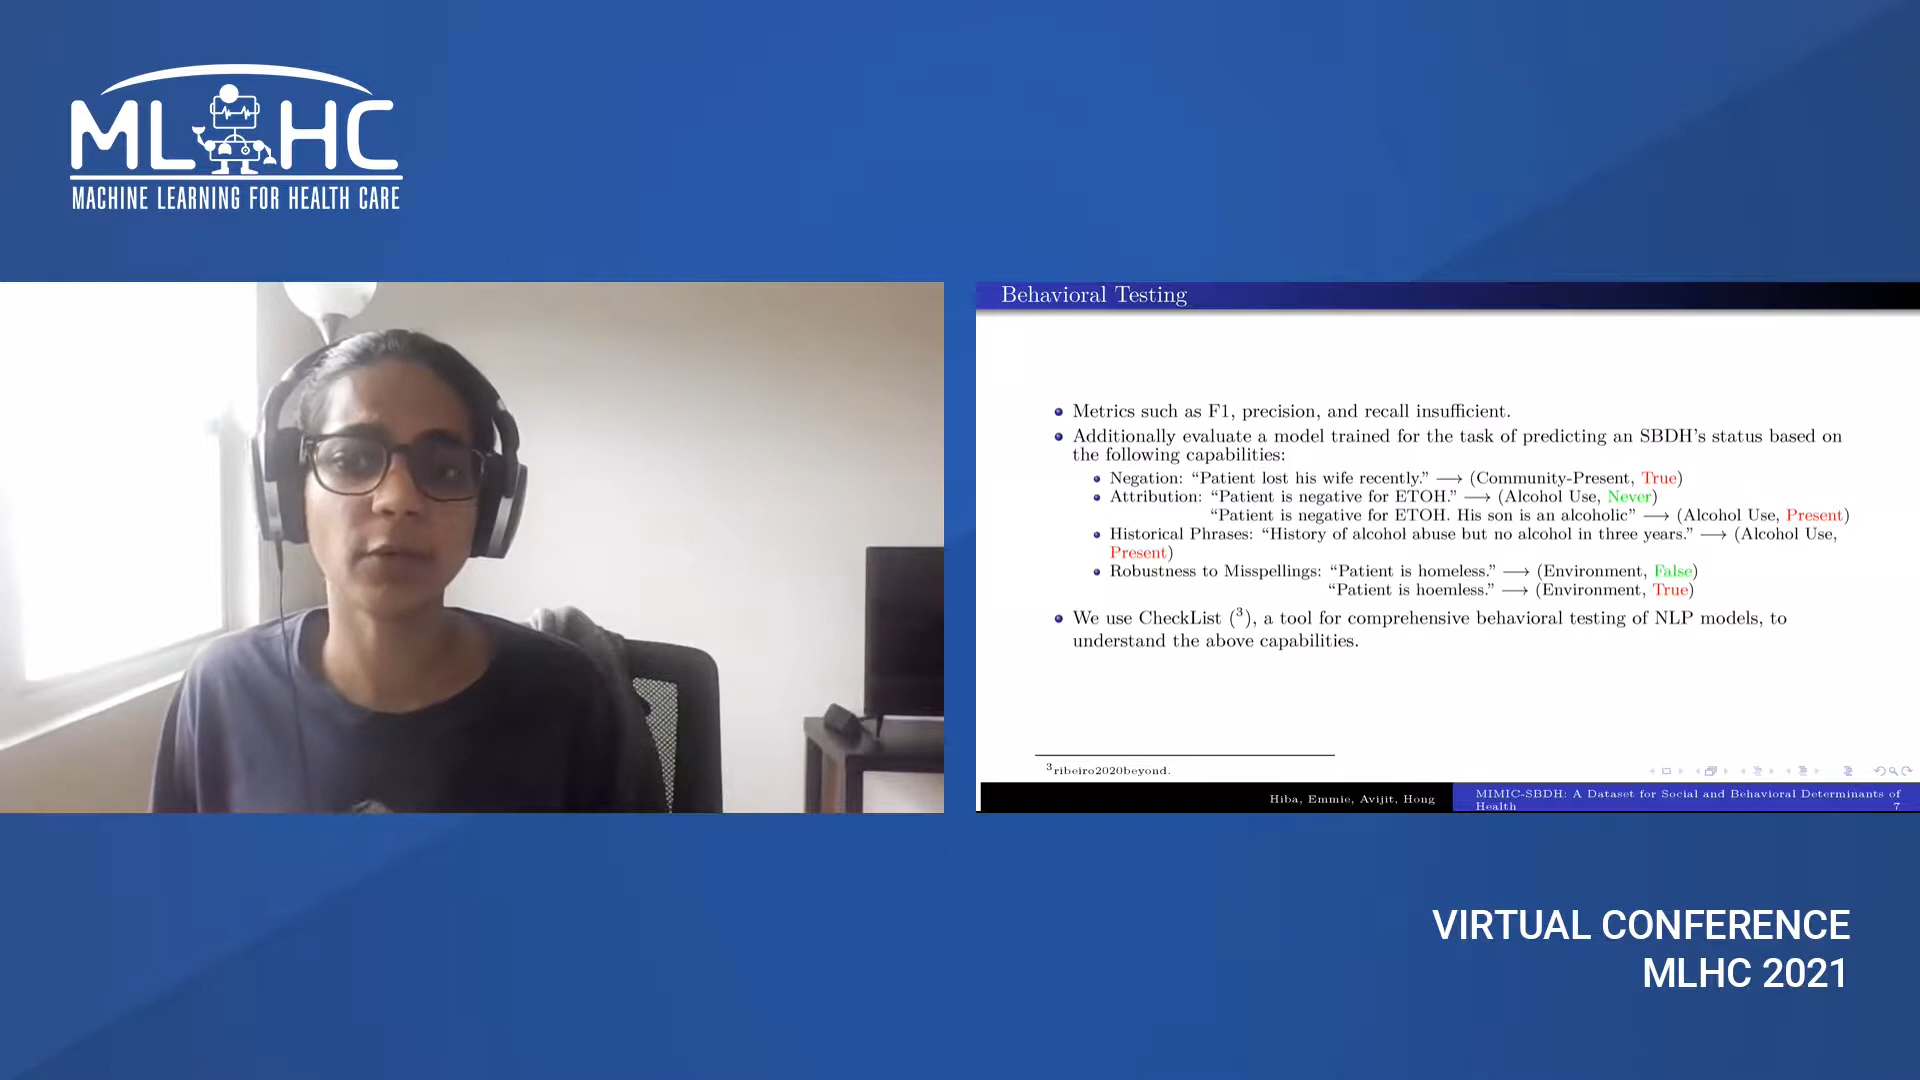 ML HC
MACHINE LEARNING FOR HEALTH CARE
Behavioral Testing
Metrics such as F1, precision, and recall insufficient.
Additionally evaluate a model trained for the task of predicting an SBDH's status based on
the following capabilities:
Negation: “Patient lost his wife recently.” ⟶ (Community-Present, True)
Attribution: “Patient is negative for ETOH.” ⟶ (Alcohol Use, Never)
“Patient is negative for ETOH. His son is an alcoholic” ⟶ (Alcohol Use, Present)
Historical Phrases: “History of alcohol abuse but no alcohol in three years.” ⟶ (Alcohol Use,
Present)
Robustness to Misspellings: “Patient is homeless.” ⟶ (Environment, False)
“Patient is hoemless.” ⟶ (Environment, True)
We use CheckList (3), a tool for comprehensive behavioral testing of NLP models, to
understand the above capabilities.
3ribeiro2020beyond.
Hiba, Emmie, Avijit, Hong
MIMIC-SBDH: A Dataset for Social and Behavioral Determinants of
Health 7
VIRTUAL CONFERENCE
MLHC 2021